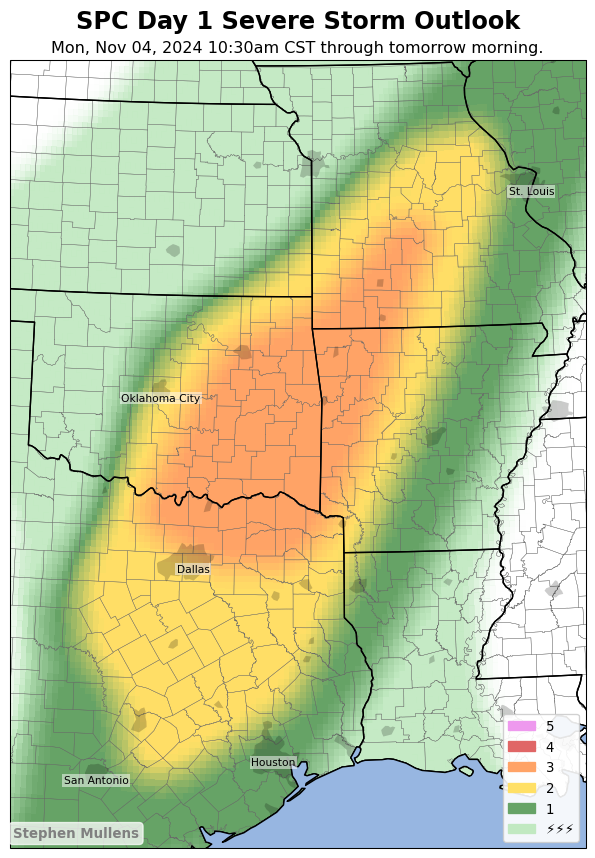 SPC Day 1 Severe Storm Outlook
Mon, Nov 04, 2024 10:30am CST through tomorrow morning.
St. Louis
Oklahoma City
Dallas
Houston
San Antonio
5
4
3
2
1
⚡⚡⚡
Stephen Mullens